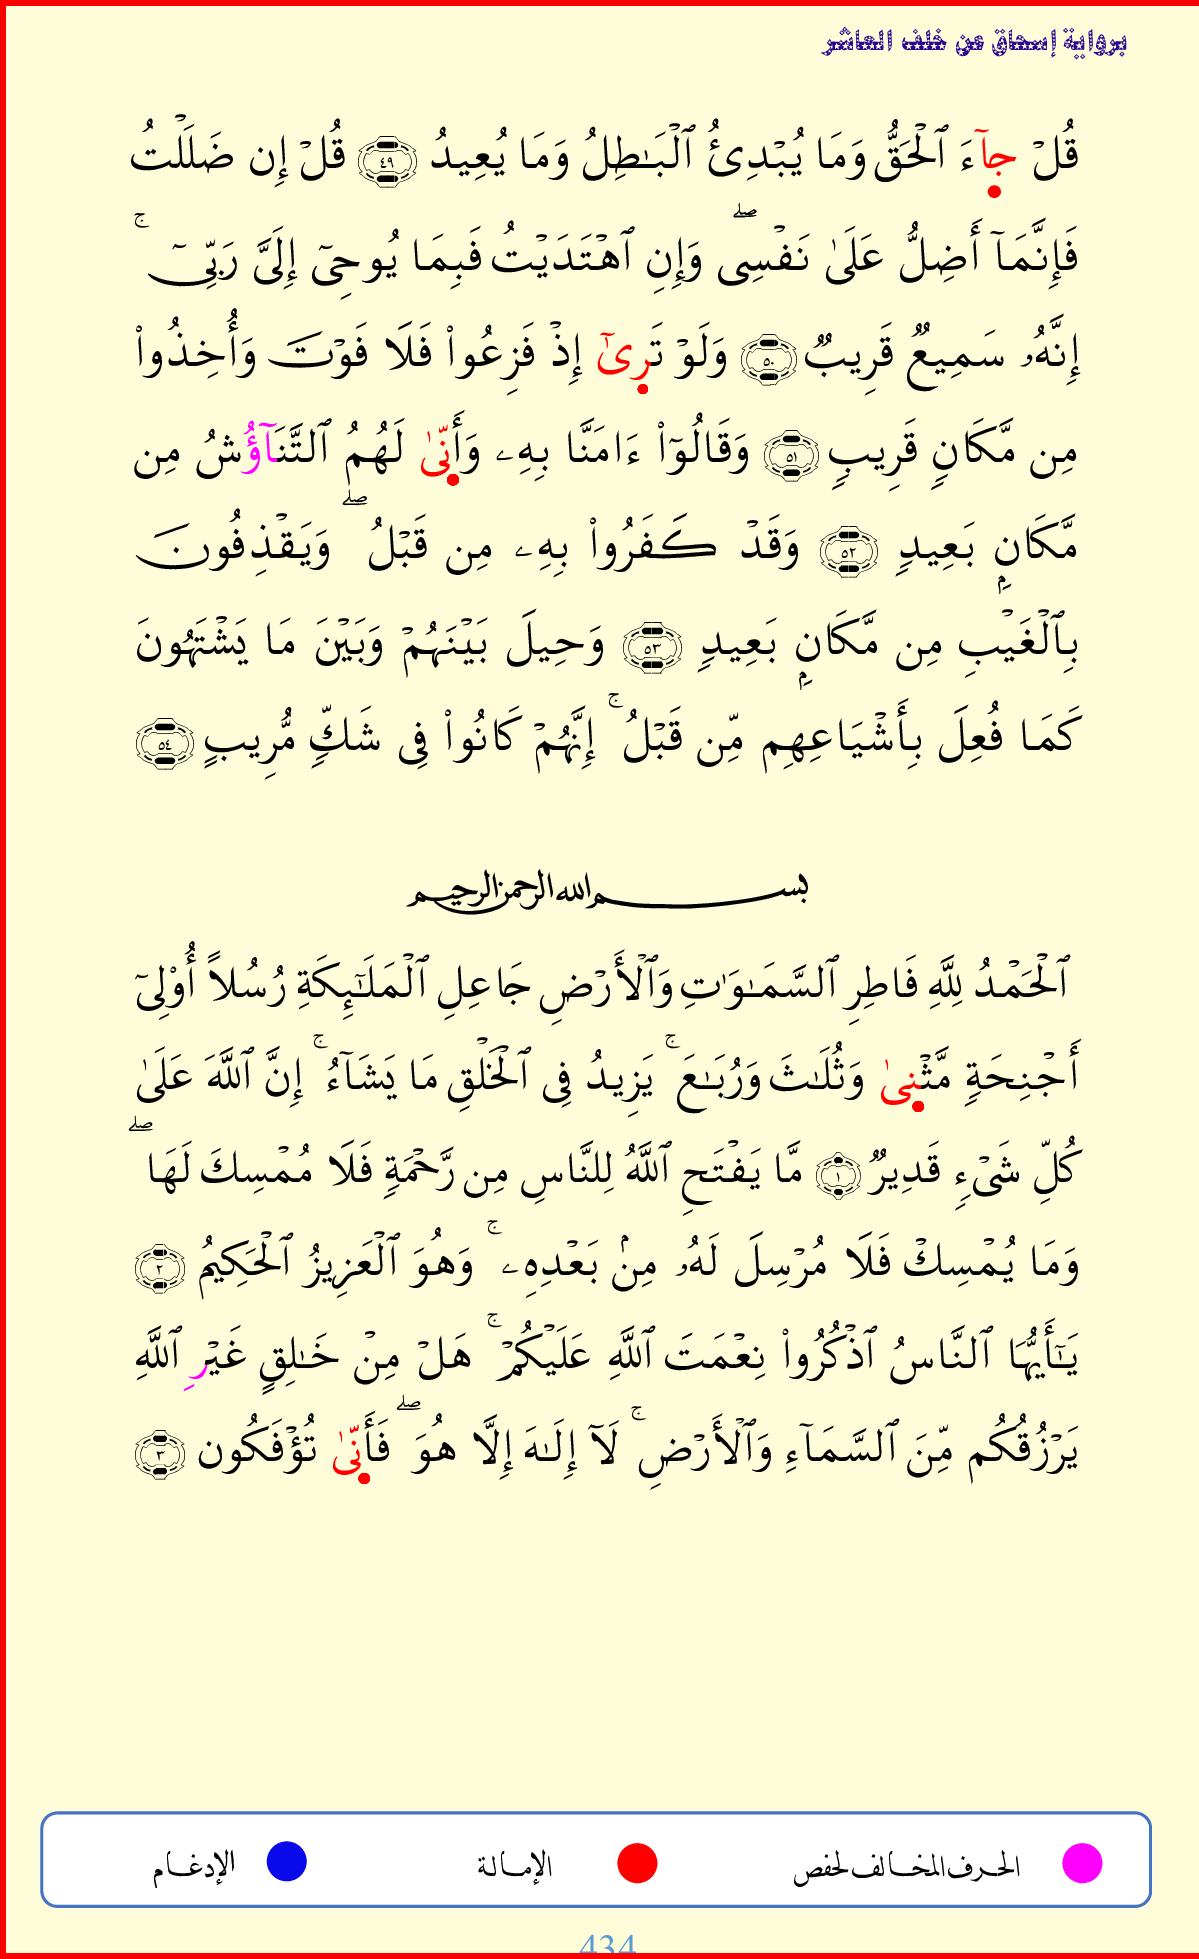 برواية إسحاق عن خلف العاشر
قُلۡ جآءَ ٱلۡحَقُّ وَمَا يُبۡدِئُ ٱلۡبَٰطِلُ وَمَا يُعِيدُ ٤٩ قُلۡ إِن ضَلَلۡتُ
فَإِنَّمَآ أَضِلُّ عَلَىٰ نَفۡسِيۖ وَإِنِ ٱهۡتَدَيۡتُ فَبِمَا يُوحِيٓ إِلَيَّ رَبِّيٓۚ
إِنَّهُۥ سَمِيعٞ قَرِيبٞ ٥٠ وَلَوۡ تَرِىٰٓ إِذۡ فَزِعُواْ فَلَا فَوۡتَ وَأُخِذُواْ
مِن مَّكَانٖ قَرِيبٖ ٥١ وَقَالُوٓاْ ءَامَنَّا بِهِۦ وَأَنِّىٰ لَهُمُ ٱلتَّنَآؤُشُ مِن
مَّكَانِۭ بَعِيدٖ ٥٢ وَقَدۡ كَفَرُواْ بِهِۦ مِن قَبۡلُۖ وَيَقۡذِفُونَ
بِٱلۡغَيۡبِ مِن مَّكَانِۭ بَعِيدٖ ٥٣ وَحِيلَ بَيۡنَهُمۡ وَبَيۡنَ مَا يَشۡتَهُونَ
كَمَا فُعِلَ بِأَشۡيَاعِهِم مِّن قَبۡلُۚ إِنَّهُمۡ كَانُواْ فِي شَكّٖ مُّرِيبِۭ ٥٤
بسم الله الرحمن الرحيم
ٱلۡحَمۡدُ لِلَّهِ فَاطِرِ ٱلسَّمَٰوَٰتِ وَٱلۡأَرۡضِ جَاعِلِ ٱلۡمَلَٰٓئِكَةِ رُسُلًا أُوْلِيٓ
أَجۡنِحَةٖ مَّثۡنِىٰ وَثُلَٰثَ وَرُبَٰعَۚ يَزِيدُ فِي ٱلۡخَلۡقِ مَا يَشَآءُۚ إِنَّ ٱللَّهَ عَلَىٰ
كُلِّ شَيۡءٖ قَدِيرٞ ١ مَّا يَفۡتَحِ ٱللَّهُ لِلنَّاسِ مِن رَّحۡمَةٖ فَلَا مُمۡسِكَ لَهَاۖ
وَمَا يُمۡسِكۡ فَلَا مُرۡسِلَ لَهُۥ مِنۢ بَعۡدِهِۦۚ وَهُوَ ٱلۡعَزِيزُ ٱلۡحَكِيمُ ٢
يَٰٓأَيُّهَا ٱلنَّاسُ ٱذۡكُرُواْ نِعۡمَتَ ٱللَّهِ عَلَيۡكُمۡۚ هَلۡ مِنۡ خَٰلِقٍ غَيۡرِ ٱللَّهِ
يَرۡزُقُكُم مِّنَ ٱلسَّمَآءِ وَٱلۡأَرۡضِۚ لَآ إِلَٰهَ إِلَّا هُوَۖ فَأَنِّىٰ تُؤۡفَكُون ٣
الحرف المخالف لحفص الإمالة الإدغام
434